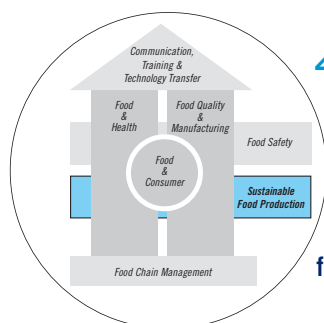 Communication,
Training &
Technology Transfer
Food
&
Health
Food Quality
&
Manufacturing
Food Safety
Food
&
Consumer
Sustainable
Food Production
Food Chain Management
f